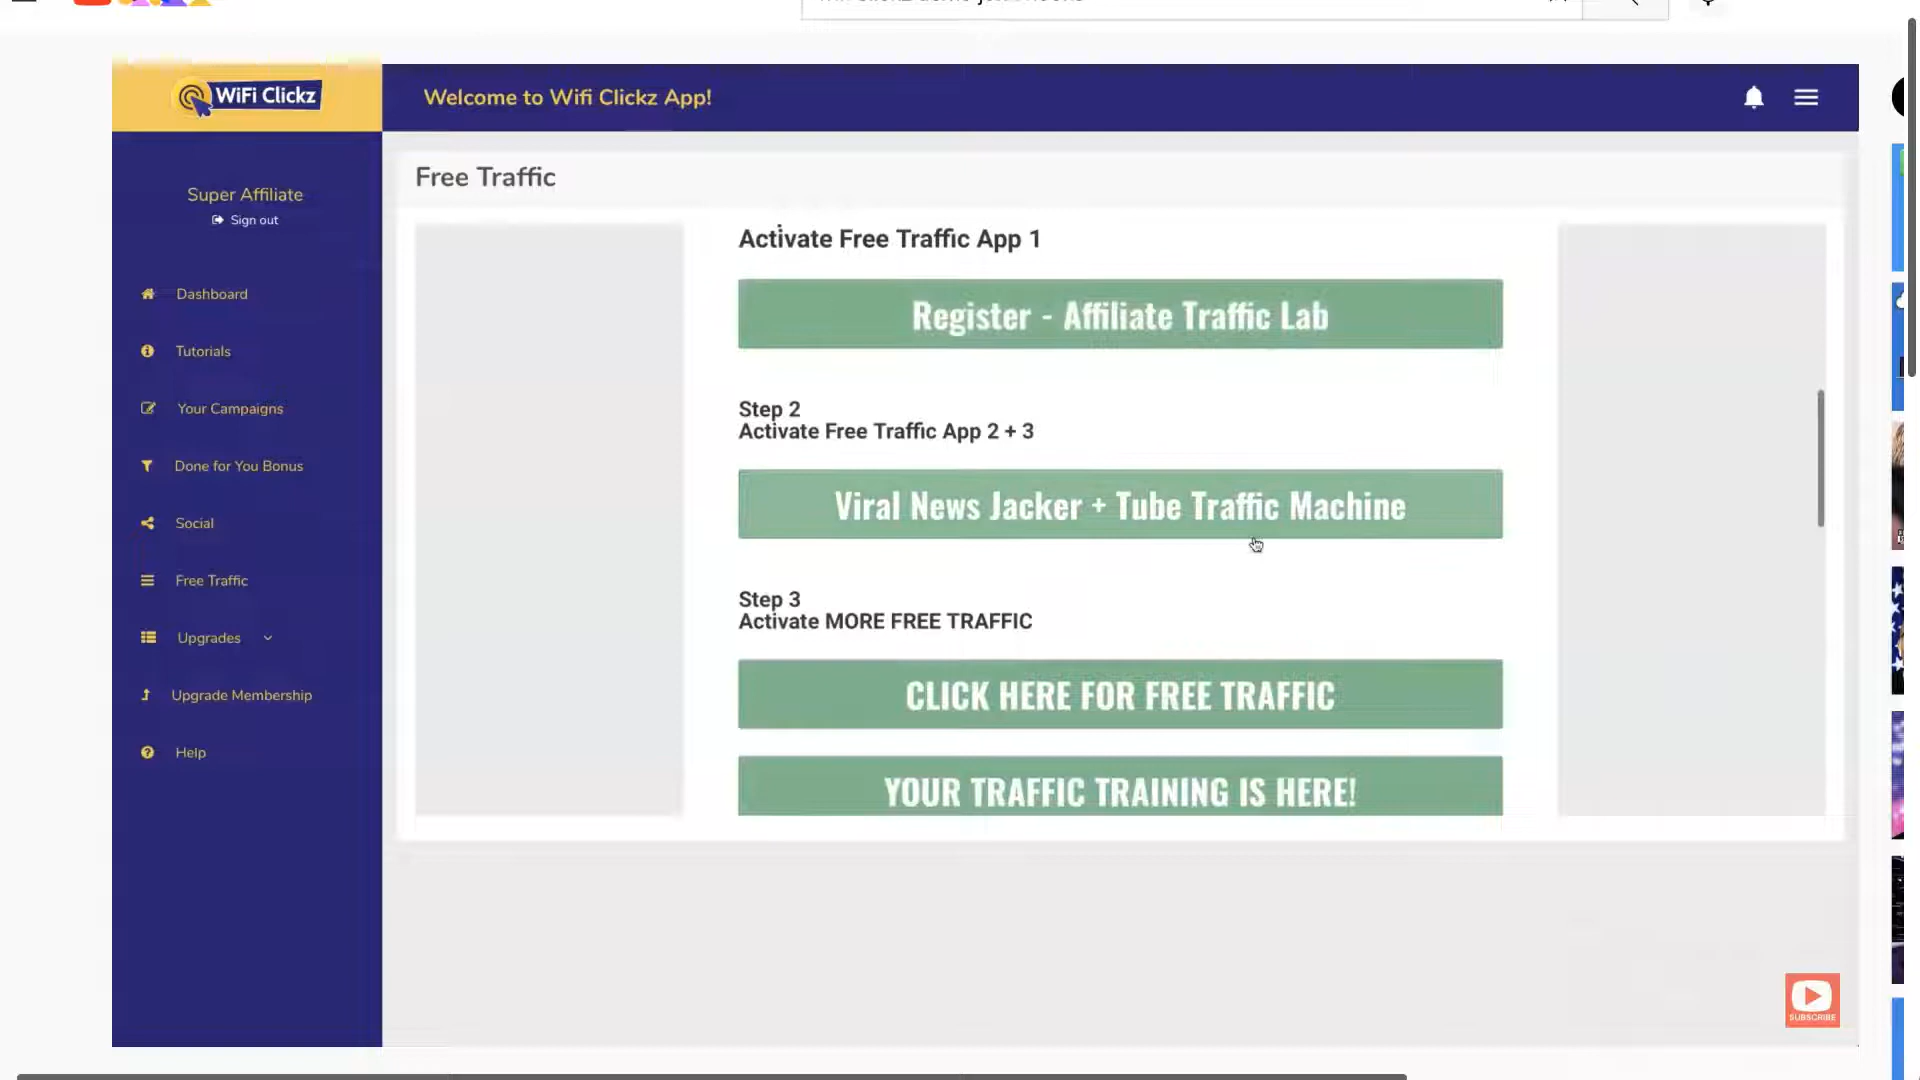 WiFi Clickz
Welcome to Wifi Clickz App!
Super Affiliate
Sign out
Dashboard
Tutorials
Your Campaigns
Done for You Bonus
Social
Free Traffic
Upgrades
Upgrade Membership
Help
Free Traffic
Activate Free Traffic App 1
Register - Affiliate Traffic Lab
Step 2
Activate Free Traffic App 2 + 3
Viral News Jacker + Tube Traffic Machine
Step 3
Activate MORE FREE TRAFFIC
CLICK HERE FOR FREE TRAFFIC
YOUR TRAFFIC TRAINING IS HERE!
SUBSCRIBE